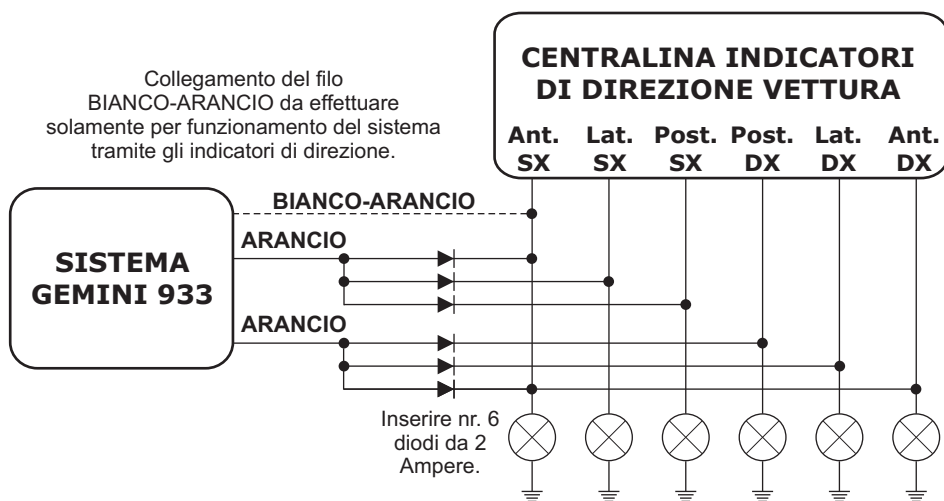 CENTRALINA INDICATORI
DI DIREZIONE VETTURA
Ant. Lat. Post. Post. Lat. Ant.
SX SX SX DX DX DX
Collegamento del filo
BIANCO-ARANCIO da effettuare
solamente per funzionamento del sistema
tramite gli indicatori di direzione.
BIANCO-ARANCIO
ARANCIO
SISTEMA
GEMINI 933
ARANCIO
Inserire nr. 6
diodi da 2
Ampere.